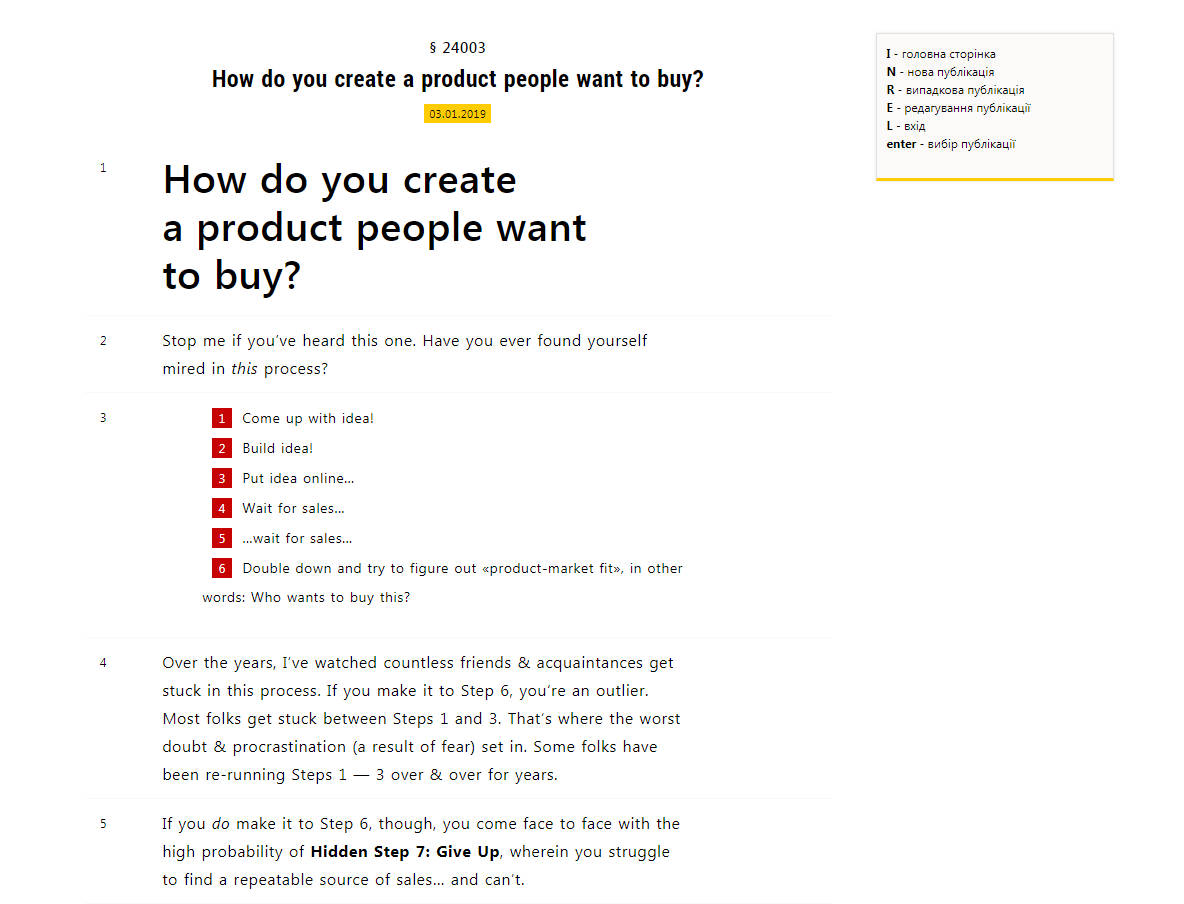 § 24003
How do you create a product people want to buy?
03.01.2019
I - головна сторінка
N - нова публікація
R - випадкова публікація
E - редагування публікації
L - вхід
enter - вибір публікації
1
How do you create
a product people want
to buy?
2
Stop me if you’ve heard this one. Have you ever found yourself
mired in this process?
3
1 Come up with idea!
2 Build idea!
3 Put idea online…
4 Wait for sales…
5 …wait for sales…
6 Double down and try to figure out «product-market fit», in other
words: Who wants to buy this?
4
Over the years, I’ve watched countless friends & acquaintances get
stuck in this process. If you make it to Step 6, you’re an outlier.
Most folks get stuck between Steps 1 and 3. That’s where the worst
doubt & procrastination (a result of fear) set in. Some folks have
been re-running Steps 1 — 3 over & over for years.
5
If you do make it to Step 6, though, you come face to face with the
high probability of Hidden Step 7: Give Up, wherein you struggle
to find a repeatable source of sales… and can’t.